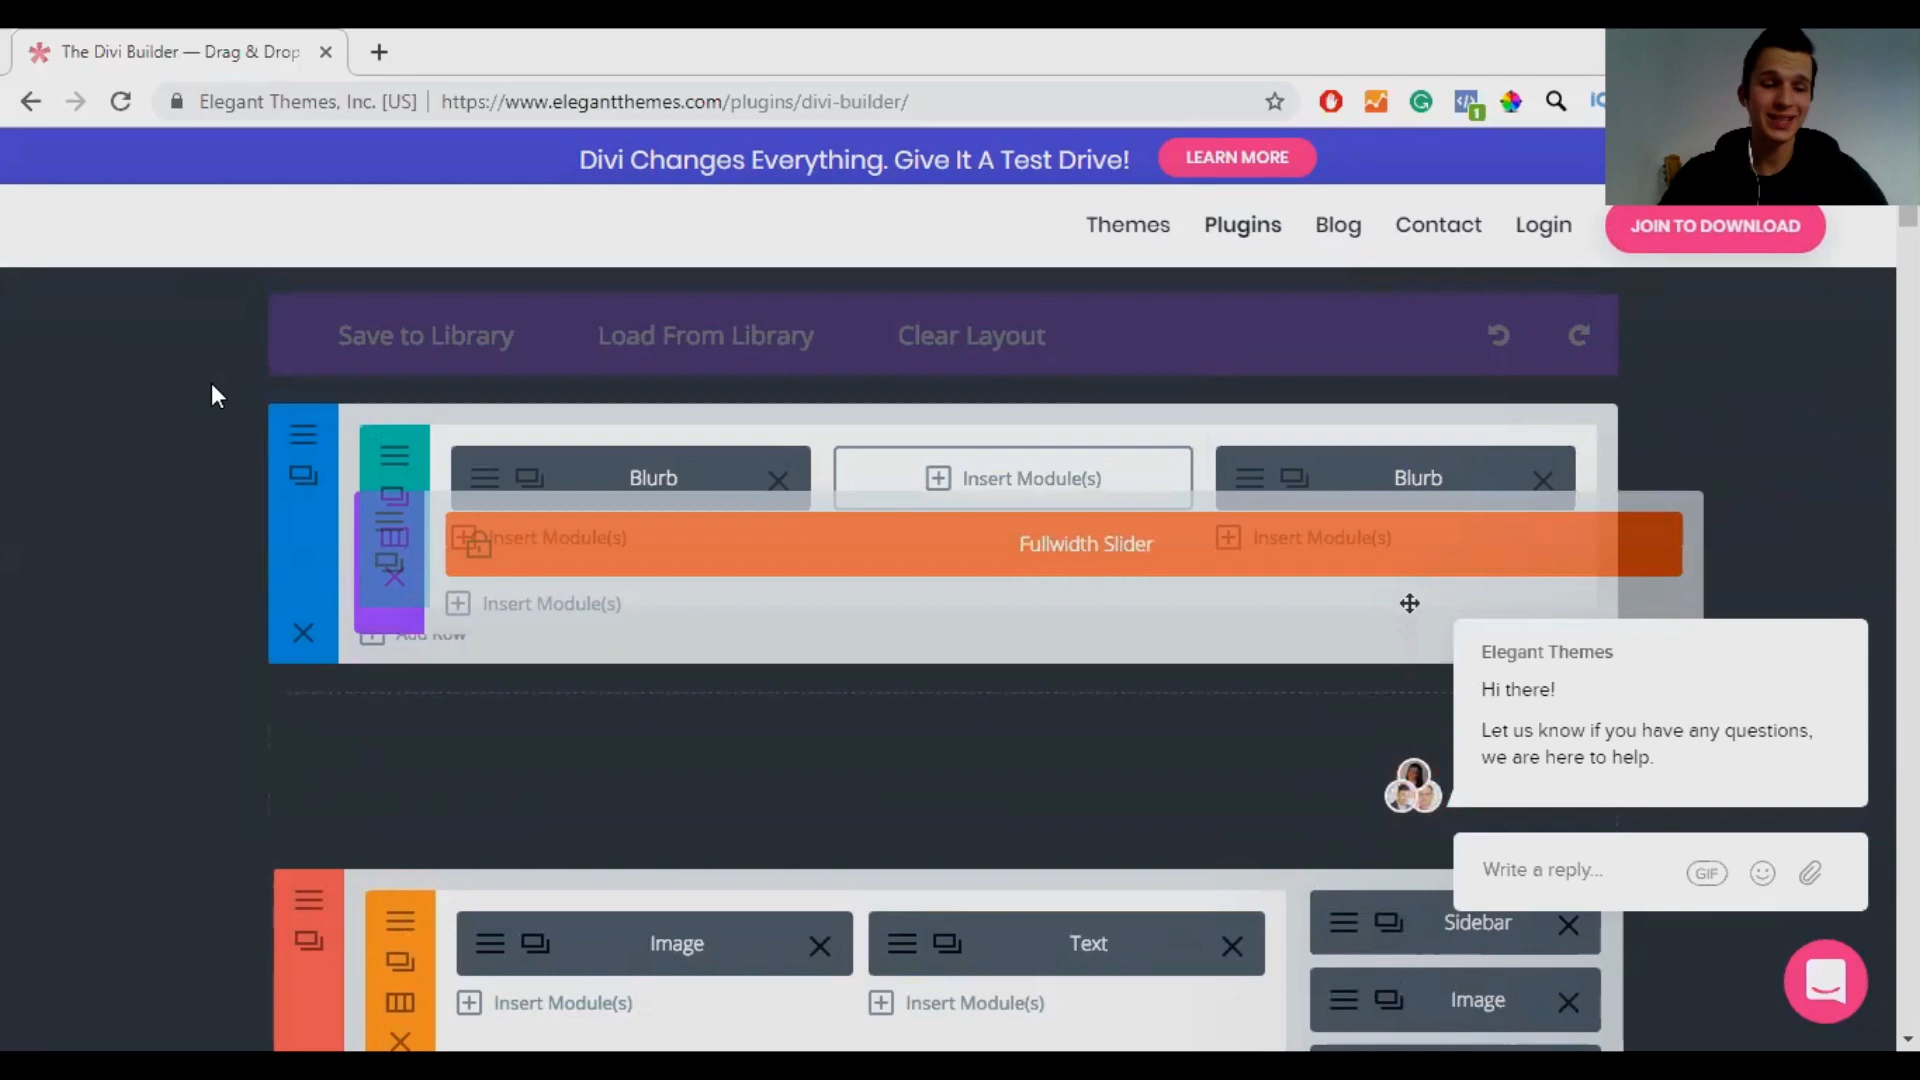 The Divi Builder — Drag & Drop
Elegant Themes, Inc. [US] https://www.elegantthemes.com/plugins/divi-builder/
1
Divi Changes Everything. Give It A Test Drive! LEARN MORE
Themes Plugins Blog Contact Login JOIN TO DOWNLOAD
Save to Library Load From Library Clear Layout
Blurb Insert Module(s) Blurb
Insert Module(s) Fullwidth Slider Insert Module(s)
Insert Module(s)
Add Row
Elegant Themes
Hi there!
Let us know if you have any questions,
we are here to help.
Write a reply... GIF
Image Text Sidebar
Insert Module(s) Insert Module(s) Image